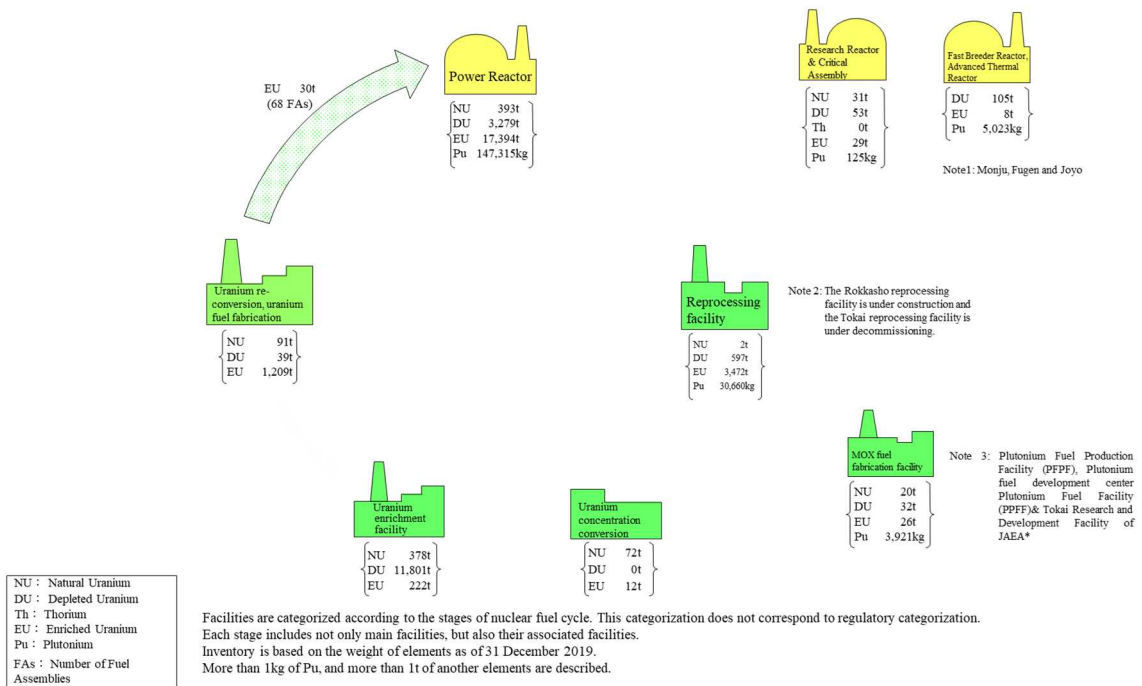 EU 30t
(68 FAs)
Power Reactor
NU 393t
DU 3,279t
EU 17,394t
Pu 147,315kg
Research Reactor
& Critical
Assembly
NU 31t
DU 53t
Th 0t
EU 29t
Pu 125kg
Fast Breeder Reactor,
Advanced Thermal
Reactor
DU 105t
EU 8t
Pu 5,023kg
Note1: Monju, Fugen and Joyo
Uranium re-
conversion, uranium
fuel fabrication
NU 91t
DU 39t
EU 1,209t
Reprocessing
facility
NU 2t
DU 597t
EU 3,472t
Pu 30,660kg
Note 2: The Rokkasho reprocessing
facility is under construction and
the Tokai reprocessing facility is
under decommissioning.
MOX fuel
fabrication facility
NU 20t
DU 32t
EU 26t
Pu 3,921kg
Note 3: Plutonium Fuel Production
Facility (PFPF), Plutonium
fuel development center
Plutonium Fuel Facility
(PPFF)& Tokai Research and
Development Facility of
JAEA*
Uranium
enrichment
facility
NU 378t
DU 11,801t
EU 222t
Uranium
concentration
conversion
NU 72t
DU 0t
EU 12t
NU： Natural Uranium
DU： Depleted Uranium
Th： Thorium
EU： Enriched Uranium
Pu： Plutonium
FAs： Number of Fuel
Assemblies
Facilities are categorized according to the stages of nuclear fuel cycle. This categorization does not correspond to regulatory categorization.
Each stage includes not only main facilities, but also their associated facilities.
Inventory is based on the weight of elements as of 31 December 2019.
More than 1kg of Pu, and more than 1t of another elements are described.